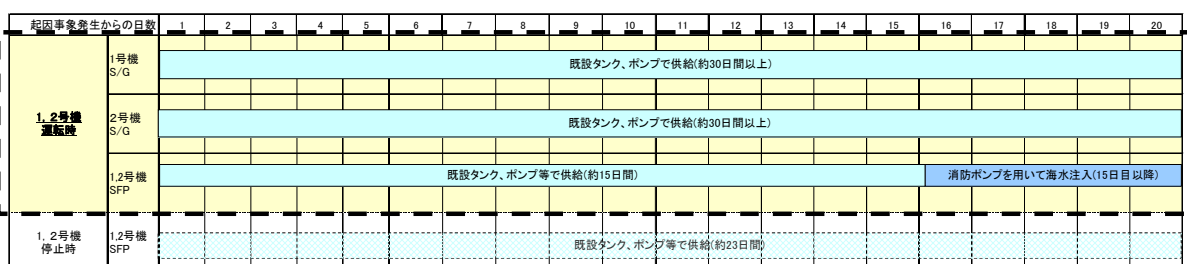 起因事象発生からの日数 1 2 3 4 5 6 7 8 9 10 11 12 13 14 15 16 17 18 19 20
1，2号機
運転時
1号機
S/G
既設タンク、ポンプで供給(約30日間以上)
2号機
S/G
既設タンク、ポンプで供給(約30日間以上)
1,2号機
SFP
既設タンク、ポンプ等で供給(約15日間)
消防ポンプを用いて海水注入(15日目以降)
1，2号機
停止時
1,2号機
SFP
既設タンク、ポンプ等で供給(約23日間)